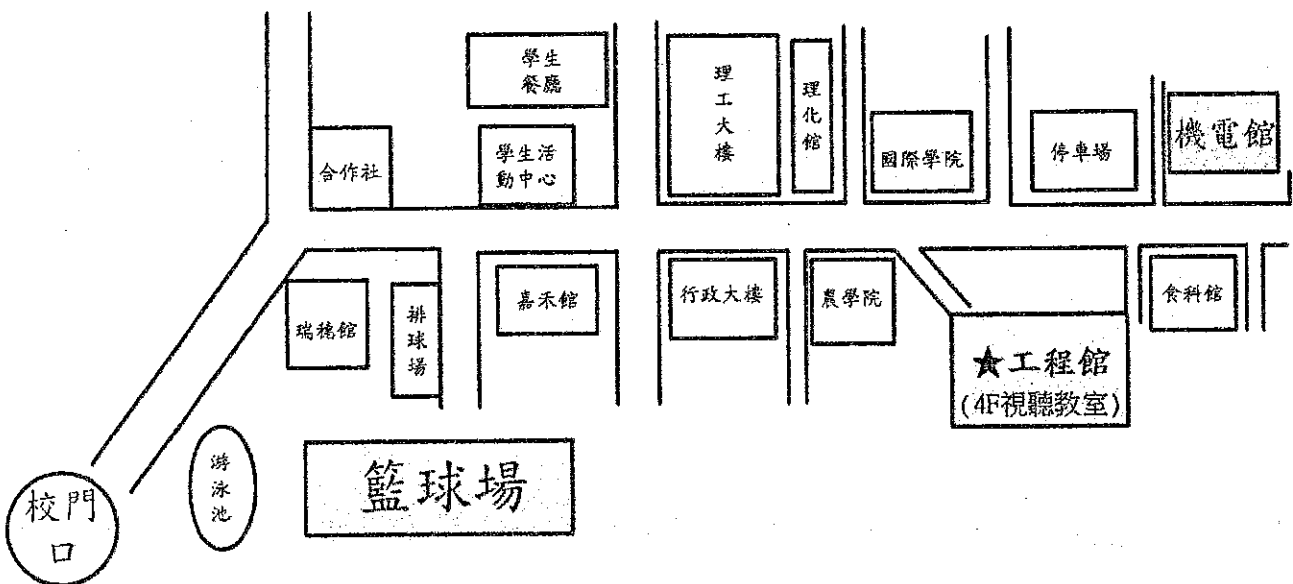 學生
餐廳
理工大樓
理化館
機電館
合作社
學生活
動中心
國際學院
停車場
瑞穗館
排球場
嘉禾館
行政大樓
農學院
食科館
★工程館
(4F視聽教室)
游泳池
籃球場
校門
口